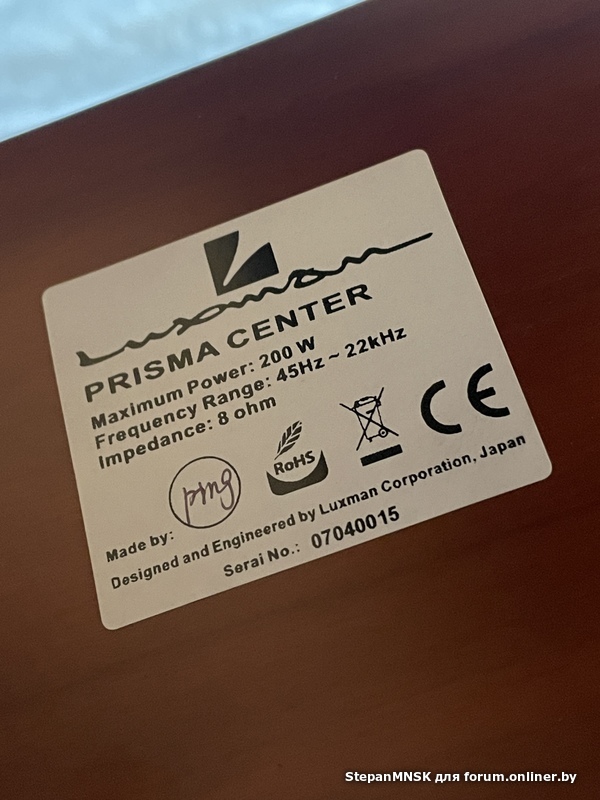 Luxman
PRISMA CENTER
Maximum Power: 200 W
Frequency Range: 45Hz ~ 22kHz
Impedance: 8 ohm
RoHS
CE
Made by: pmg
Designed and Engineered by Luxman Corporation, Japan
Serai No.: 07040015
StepanMNSK для forum.onliner.by